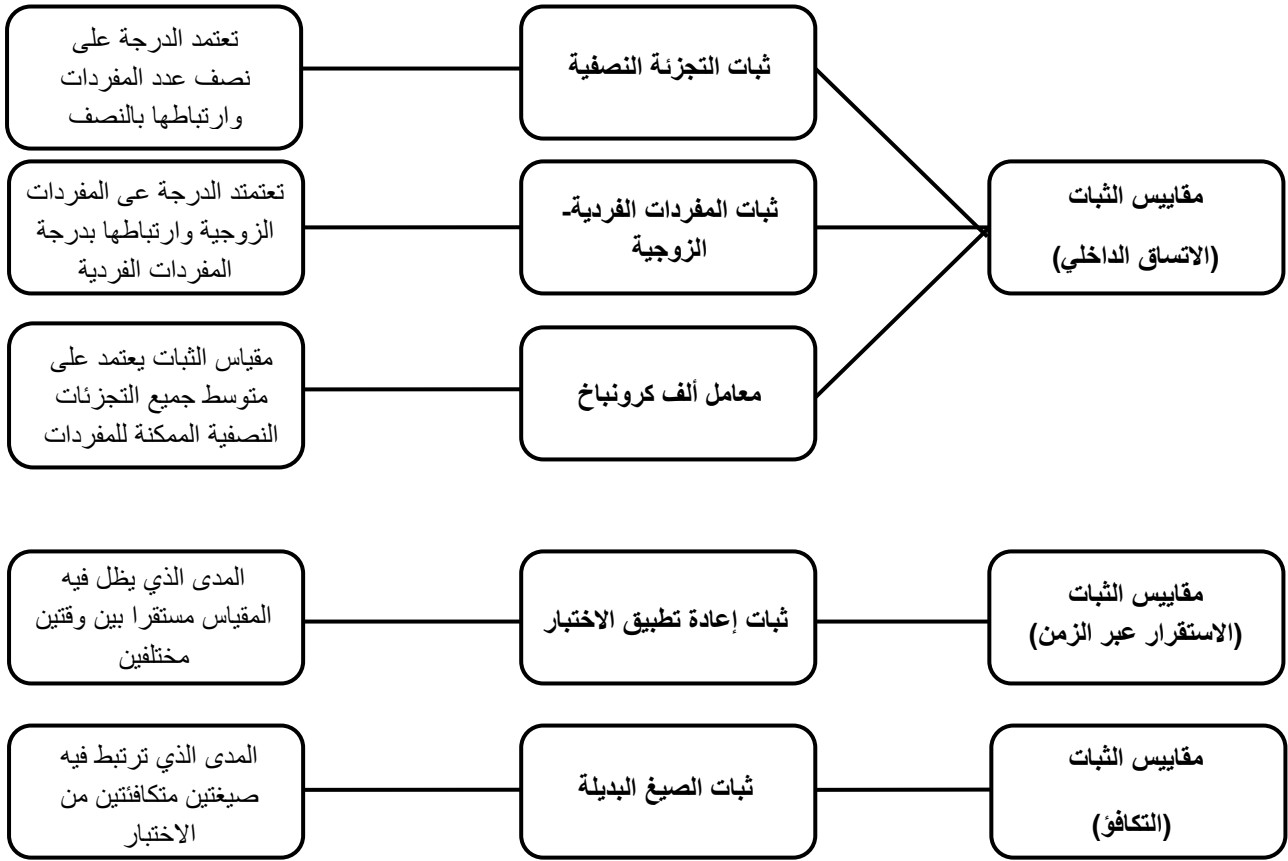 مقاييس الثبات
(الاتساق الداخلي)
ثبات التجزئة النصفية
تعتمد الدرجة على
نصف عدد المفردات
وارتباطها بالنصف
ثبات المفردات الفردية-
الزوجية
تعتمتد الدرجة عى المفردات
الزوجية وارتباطها بدرجة
المفردات الفردية
معامل ألف كرونباخ
مقياس الثبات يعتمد على
متوسط جميع التجزئات
النصفية الممكنة للمفردات
مقاييس الثبات
(الاستقرار عبر الزمن)
ثبات إعادة تطبيق الاختبار
المدى الذي يظل فيه
المقياس مستقرا بين وقتين
مختلفين
مقاييس الثبات
(التكافؤ)
ثبات الصيغ البديلة
المدى الذي ترتبط فيه
صيغتين متكافئتين من
الاختبار